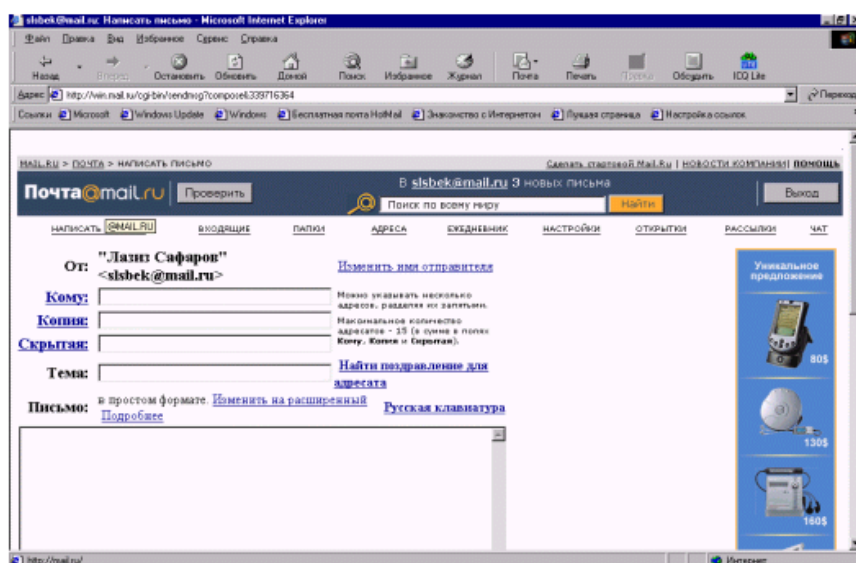 slsbek@mail.ru: Написать письмо - Microsoft Internet Explorer
Файл Правка Вид Избранное Сервис Справка
Назад Вперед Остановить Обновить Домой Поиск Избранное Журнал Почта Печать Правка Обсудить ICQ Lite
Адрес http://win.mail.ru/cgi-bin/sendmsg?compose&339716364 Переход
Ссылки Microsoft Windows Update Windows Бесплатная почта HotMail Знакомство с Интернетом Лучшая страница Настройка ссылок
MAIL.RU > ПОЧТА > НАПИСАТЬ ПИСЬМО Сделать стартовой Mail.Ru | НОВОСТИ КОМПАНИИ | ПОМОЩЬ
Почта@mail.ru Проверить В slsbek@mail.ru 9 новых письма Выход
Поиск по всему миру Найти
НАПИСАТЬ @MAIL.RU ВХОДЯЩИЕ ПАПКИ АДРЕСА ЕЖЕДНЕВНИК НАСТРОЙКИ ОТКРЫТКИ РАССЫЛКИ ЧАТ
От: "Лазиз Сафаров"
<slsbek@mail.ru> Изменить имя отправителя
Кому: Можно указывать несколько
адресов, разделяя их запятыми.
Копия: Максимальное количество
адресатов - 15 (в сумме в полях
Скрытая: Кому, Копия и Скрытая).
Тема: Найти поздравление для
адресата
Письмо: в простом формате. Изменить на расширенный
Подробнее Русская клавиатура
Уникальное
предложение
80$
130$
160$
http://mail.ru/ Интернет